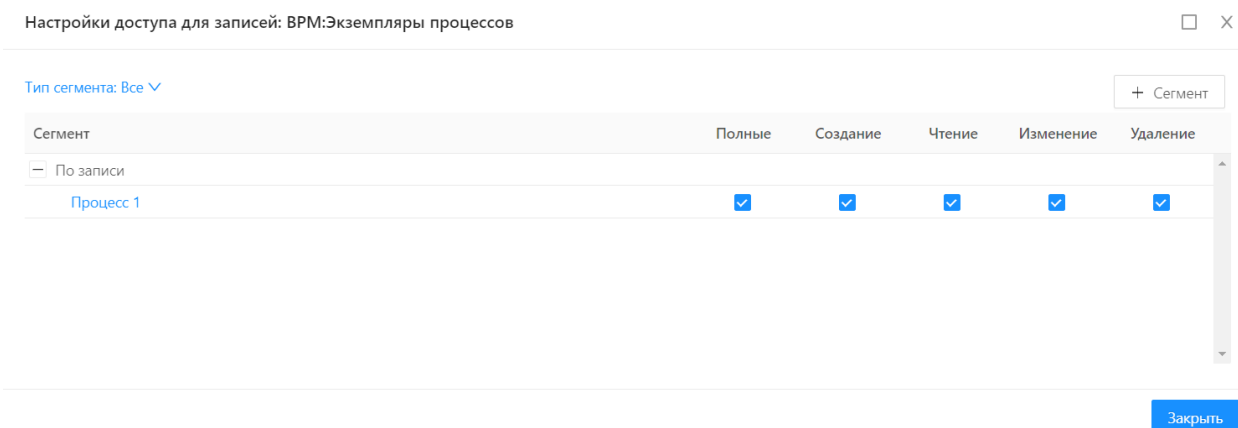 Настройки доступа для записей: BPM:Экземпляры процессов
Тип сегмента: Все
+ Сегмент
Сегмент Полные Создание Чтение Изменение Удаление
По записи
Процесс 1
Закрыть